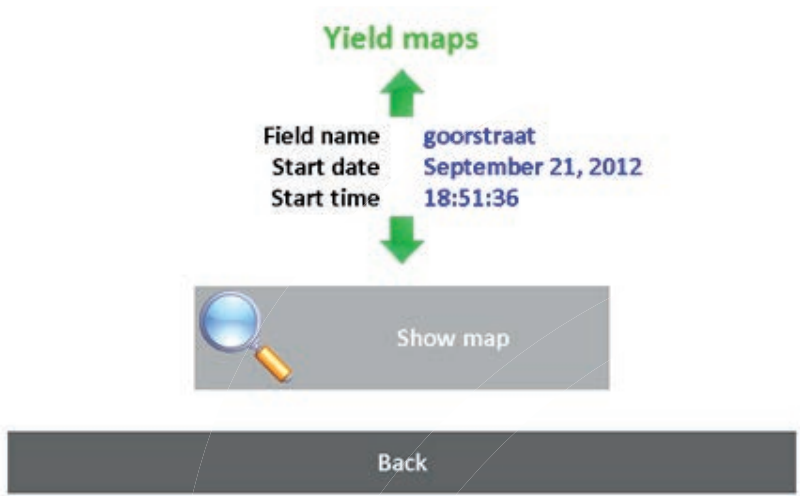 Yield maps
Field name goorstraat
Start date September 21, 2012
Start time 18:51:36
Show map
Back